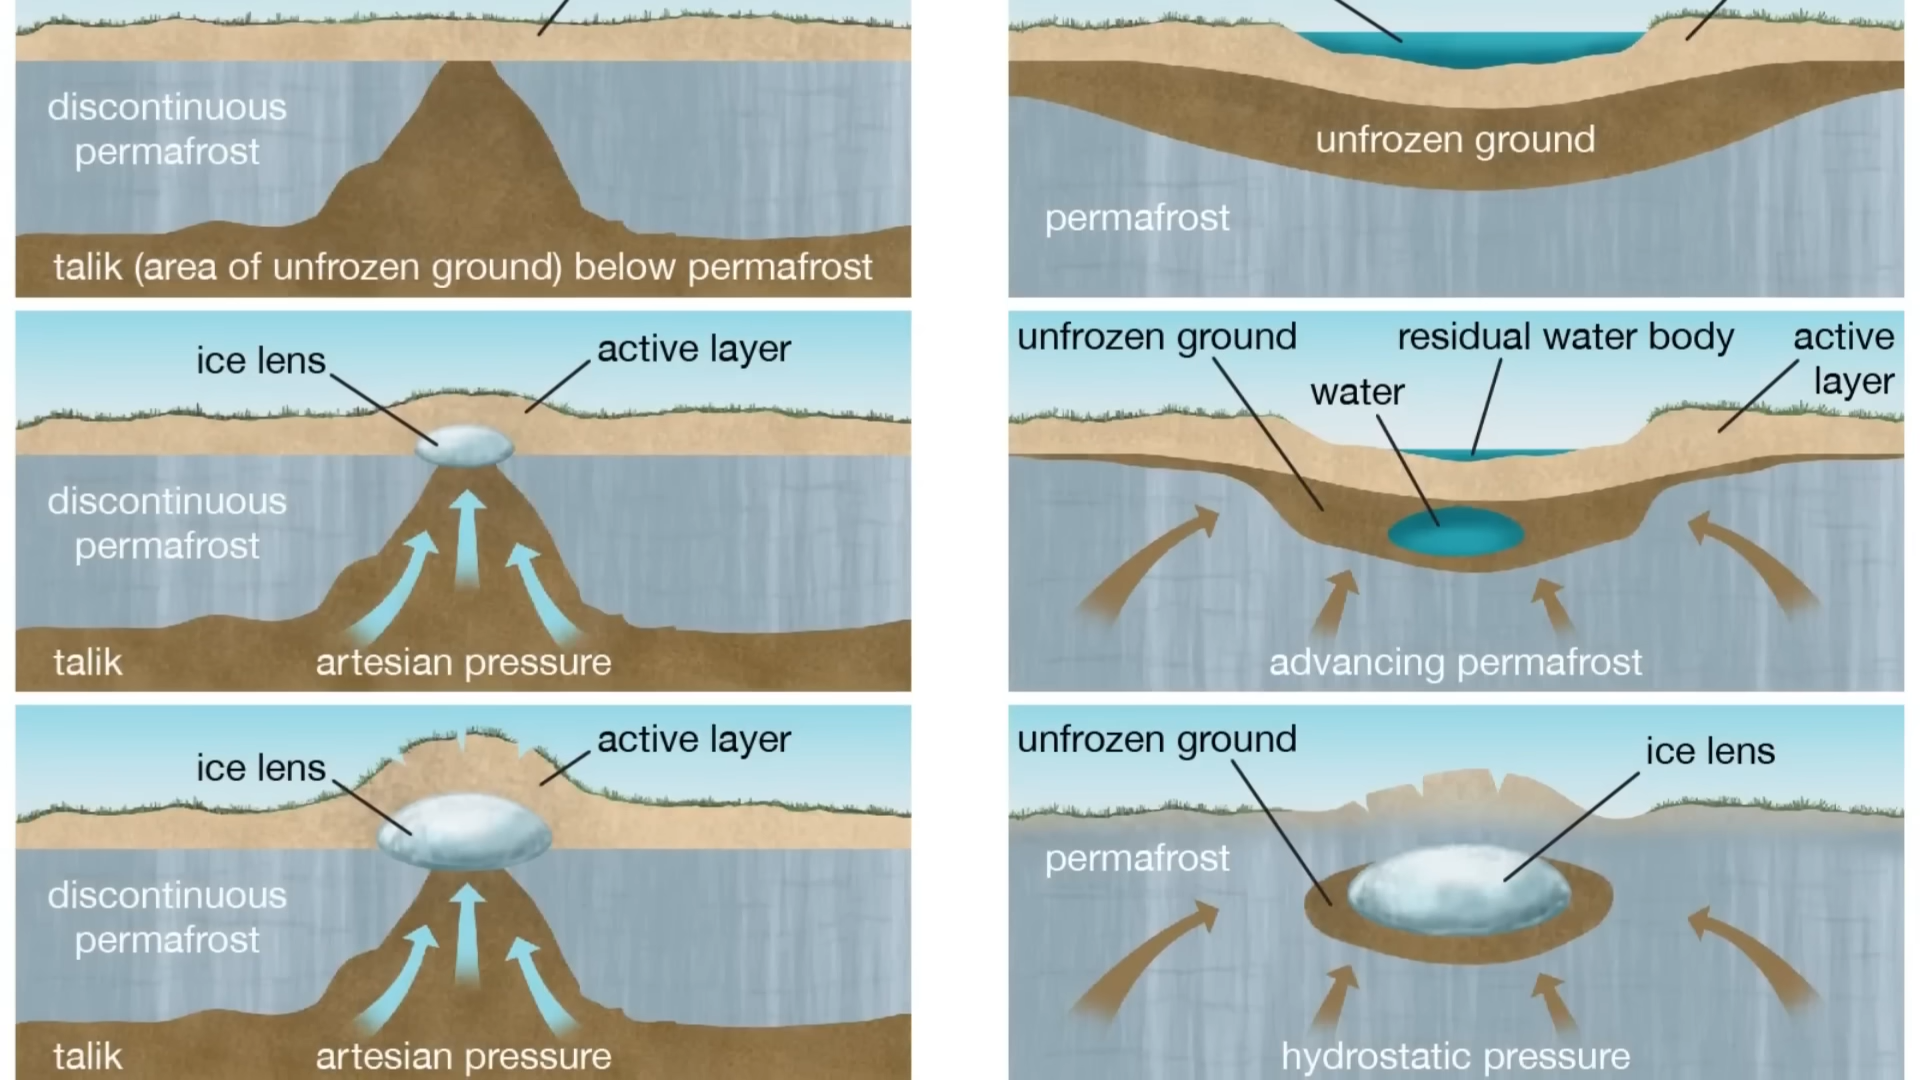 discontinuous
permafrost
talik (area of unfrozen ground) below permafrost
unfrozen ground
permafrost
ice lens
active layer
discontinuous
permafrost
talik
artesian pressure
unfrozen ground
residual water body
active
layer
water
advancing permafrost
ice lens
active layer
discontinuous
permafrost
talik
artesian pressure
unfrozen ground
ice lens
permafrost
hydrostatic pressure